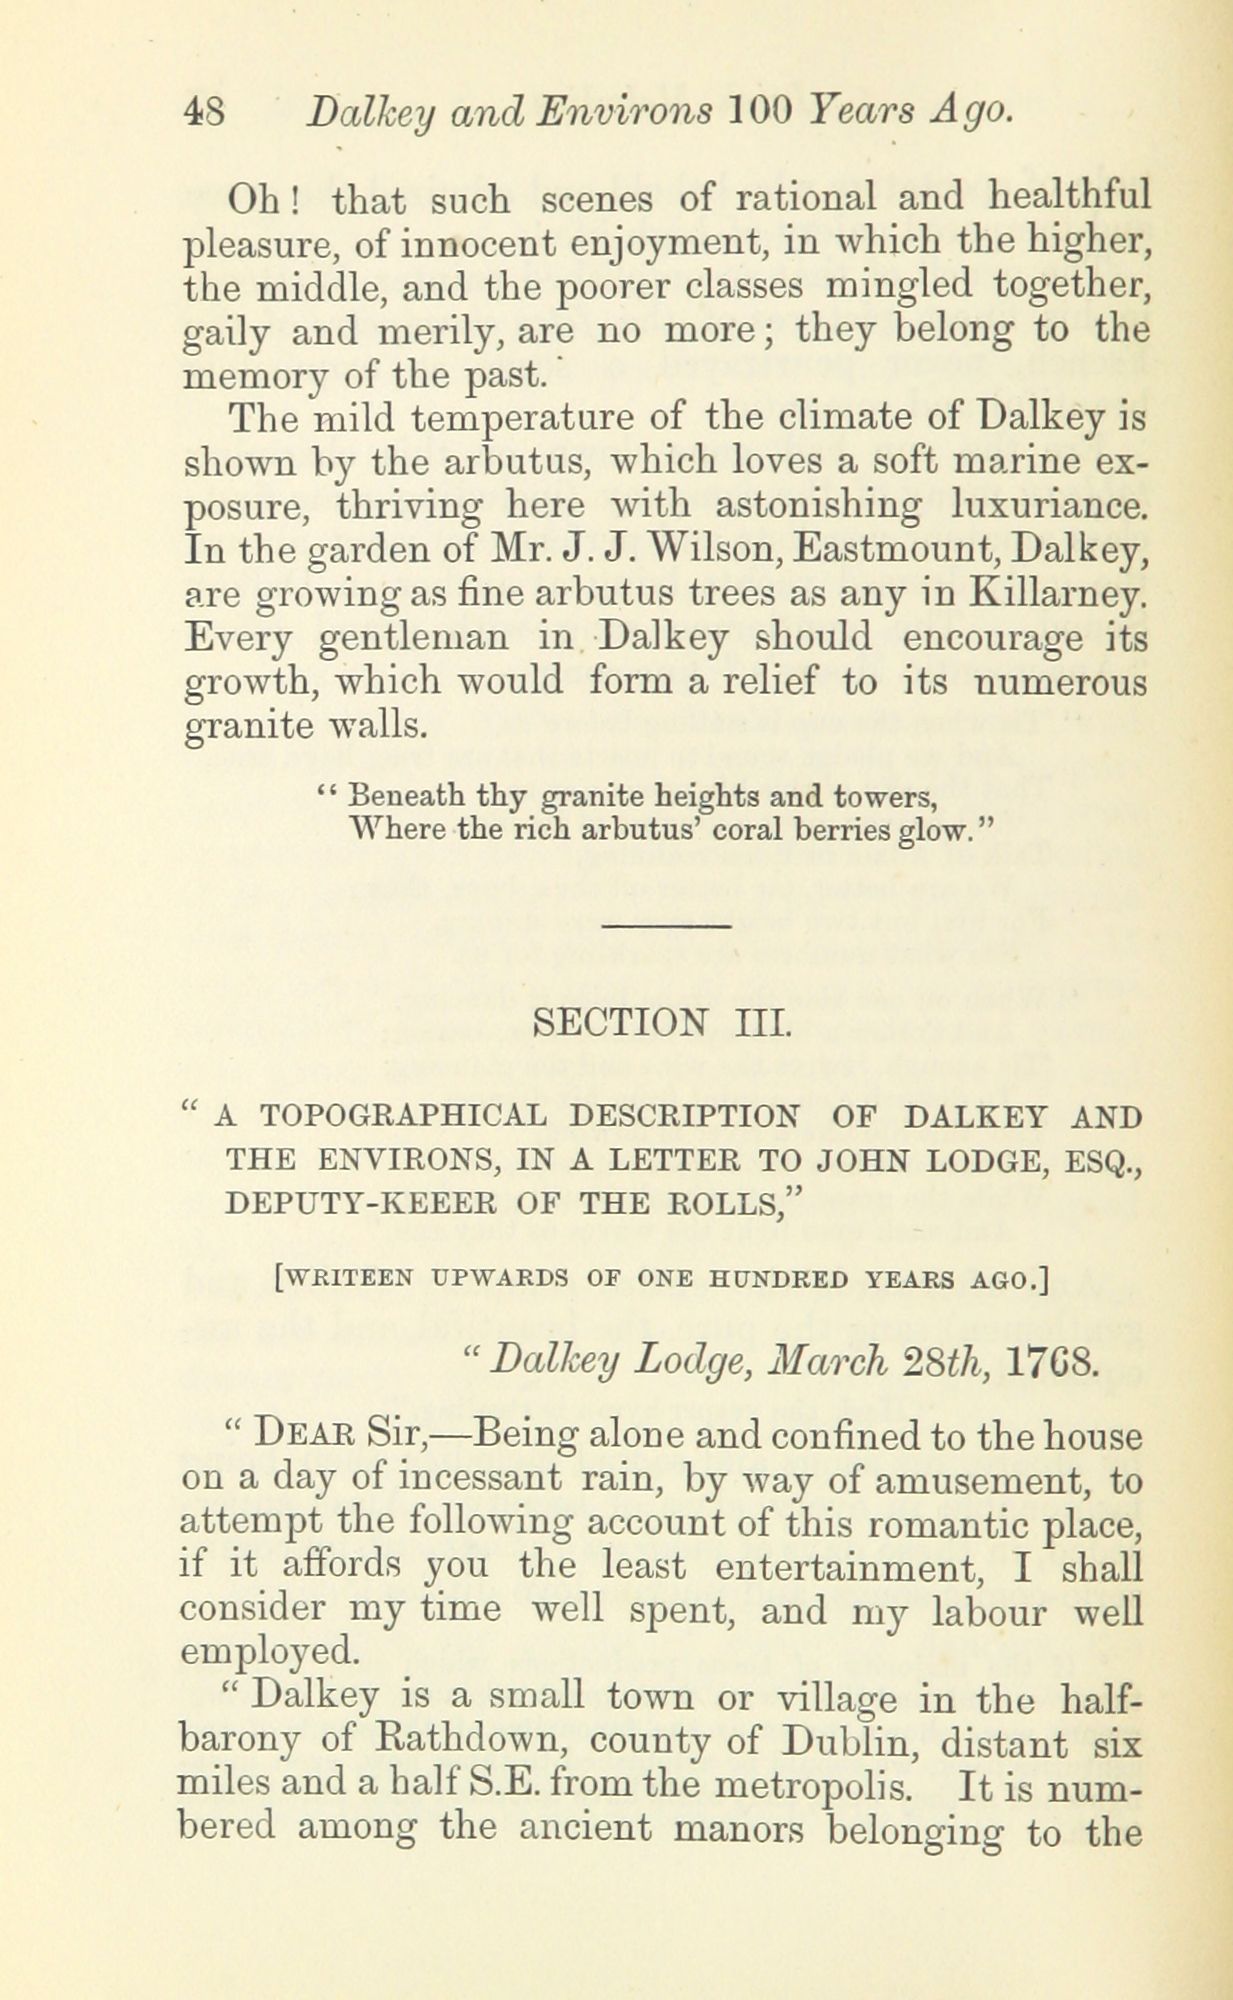 48 Dalkey and Environs 100 Years Ago.
Oh! that such scenes of rational and healthful
pleasure, of innocent enjoyment, in which the higher,
the middle, and the poorer classes mingled together,
gaily and merily, are no more; they belong to the
memory of the past.
The mild temperature of the climate of Dalkey is
shown by the arbutus, which loves a soft marine ex-
posure, thriving here with astonishing luxuriance.
In the garden of Mr. J. J. Wilson, Eastmount, Dalkey,
are growing as fine arbutus trees as any in Killarney.
Every gentleman in Dalkey should encourage its
growth, which would form a relief to its numerous
granite walls.
“ Beneath thy granite heights and towers,
Where the rich arbutus’ coral berries glow.”
SECTION III.
“ A TOPOGRAPHICAL DESCRIPTION OF DALKEY AND
THE ENVIRONS, IN A LETTER TO JOHN LODGE, ESQ.,
DEPUTY-KEEER OF THE ROLLS,”
[WRITEEN UPWARDS OF ONE HUNDRED YEARS AGO.]
“ Dalkey Lodge, March 28th, 1768.
“ DEAR Sir,—Being alone and confined to the house
on a day of incessant rain, by way of amusement, to
attempt the following account of this romantic place,
if it affords you the least entertainment, I shall
consider my time well spent, and my labour well
employed.
“ Dalkey is a small town or village in the half-
barony of Rathdown, county of Dublin, distant six
miles and a half S.E. from the metropolis. It is num-
bered among the ancient manors belonging to the